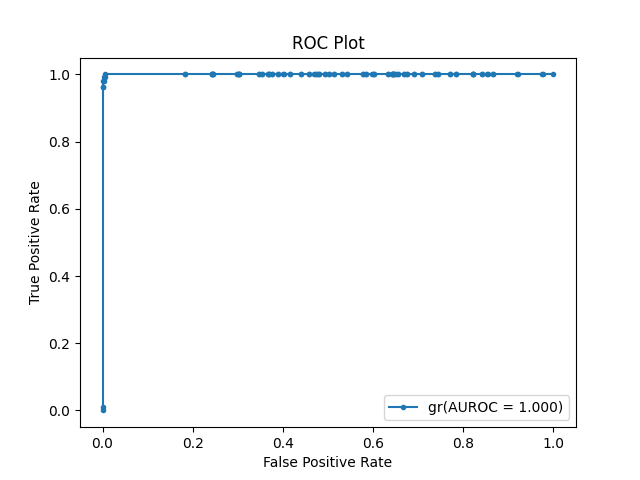 ROC Plot
1.0
0.8
0.6
0.4
0.2
0.0
True Positive Rate
gr(AUROC = 1.000)
0.0 0.2 0.4 0.6 0.8 1.0
False Positive Rate